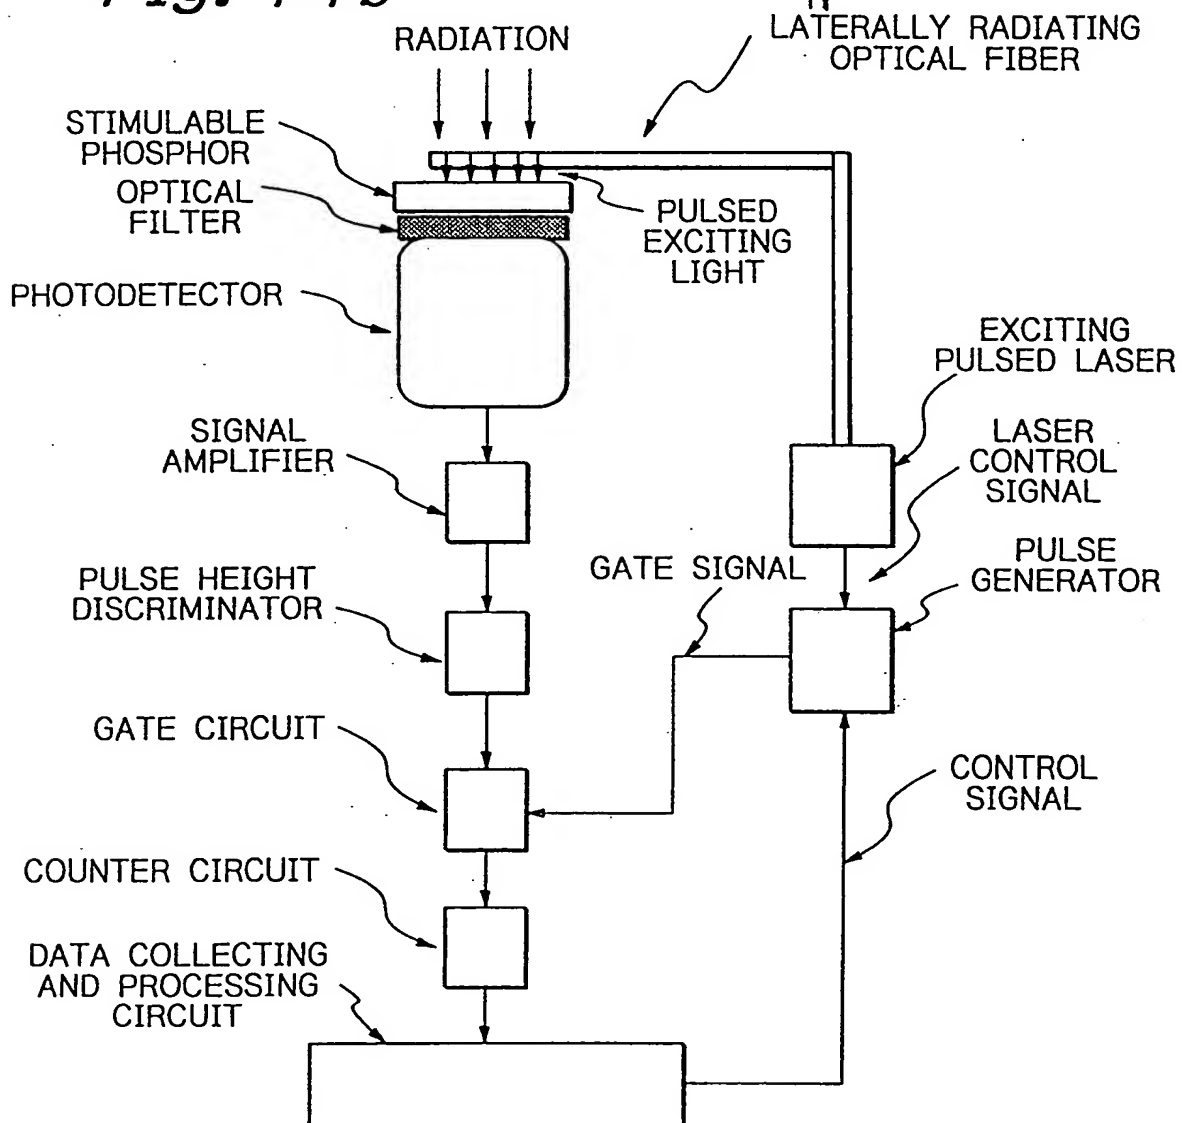 RADIATION
LATERALLY RADIATING
OPTICAL FIBER
STIMULABLE
PHOSPHOR
OPTICAL
FILTER
PULSED
EXCITING
LIGHT
PHOTODETECTOR
EXCITING
PULSED LASER
SIGNAL
AMPLIFIER
LASER
CONTROL
SIGNAL
GATE SIGNAL
PULSE
GENERATOR
PULSE HEIGHT
DISCRIMINATOR
GATE CIRCUIT
CONTROL
SIGNAL
COUNTER CIRCUIT
DATA COLLECTING
AND PROCESSING
CIRCUIT